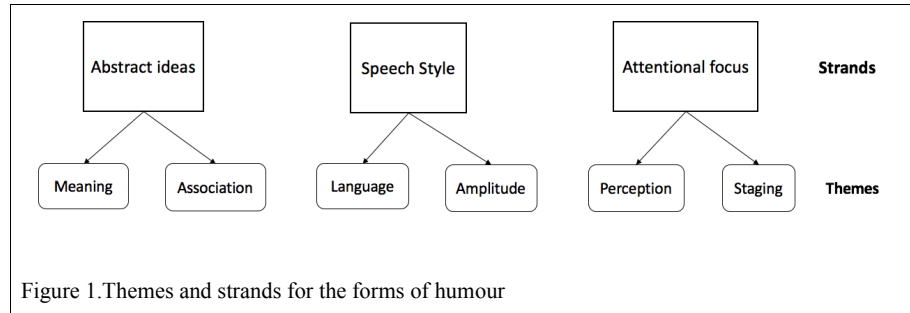 Abstract ideas
Speech Style
Attentional focus
Strands
Meaning
Association
Language
Amplitude
Perception
Staging
Themes
Figure 1.Themes and strands for the forms of humour